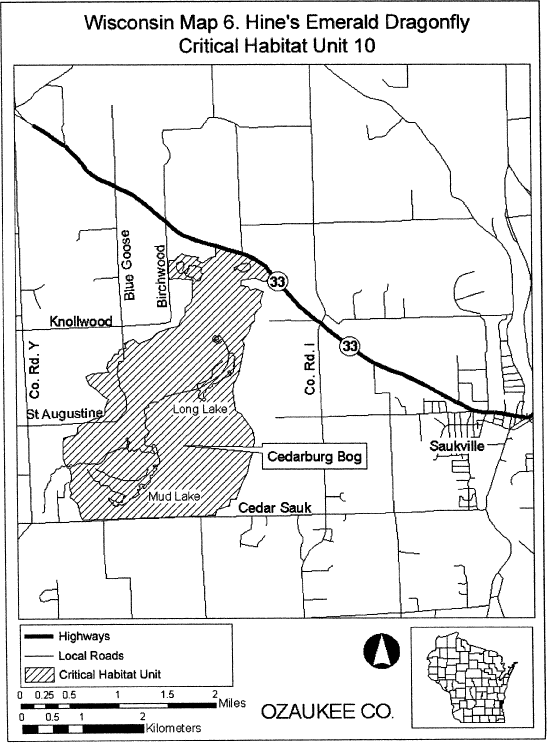 Wisconsin Map 6. Hine's Emerald Dragonfly
Critical Habitat Unit 10
Blue Goose
Birchwood
33
Knollwood
33
Co. Rd. Y
Co. Rd. I
Long Lake
St Augustine
Saukville
Cedarburg Bog
Mud Lake
Cedar Sauk
Highways
Local Roads
Critical Habitat Unit
0 0.25 0.5 1 1.5 2
Miles
0 0.5 1 2
Kilometers
OZAUKEE CO.